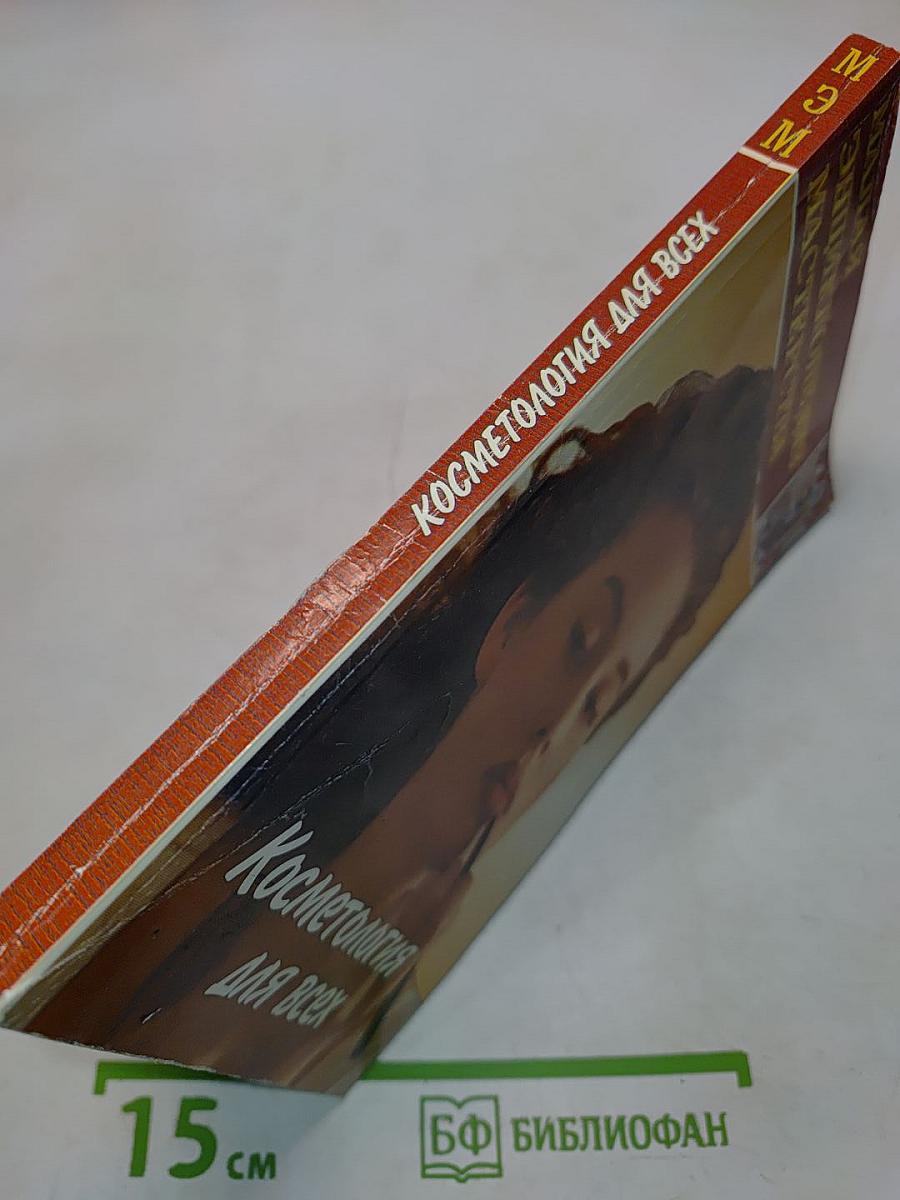 МЭМ
КОСМЕТОЛОГИЯ ДЛЯ ВСЕХ
Косметология
для всех
15 см
БФ БИБЛИОФАН